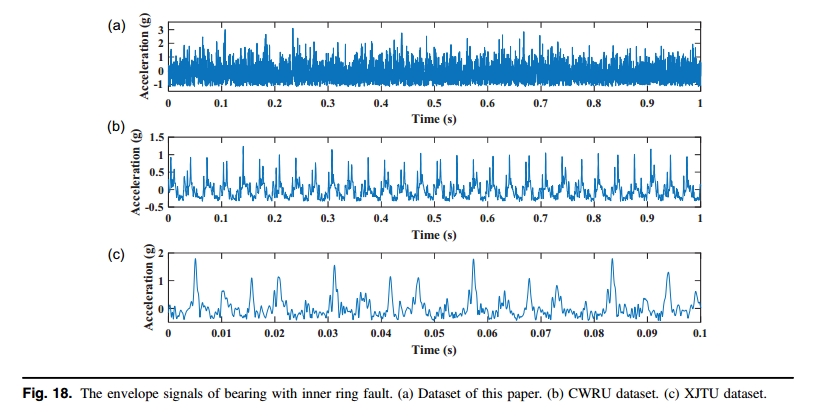 (a)
Acceleration (g)
3
2
1
0
-1
0 0.1 0.2 0.3 0.4 0.5 0.6 0.7 0.8 0.09 1
Time (s)
(b)
Acceleration (g)
1.5
1
0.5
0
-0.5
0 0.1 0.2 0.3 0.4 0.5 0.6 0.7 0.8 0.09 1
Time (s)
(c)
Acceleration (g)
2
1
0
0 0.01 0.02 0.03 0.04 0.05 0.06 0.07 0.08 0.09 0.1
Time (s)
Fig. 18. The envelope signals of bearing with inner ring fault. (a) Dataset of this paper. (b) CWRU dataset. (c) XJTU dataset.